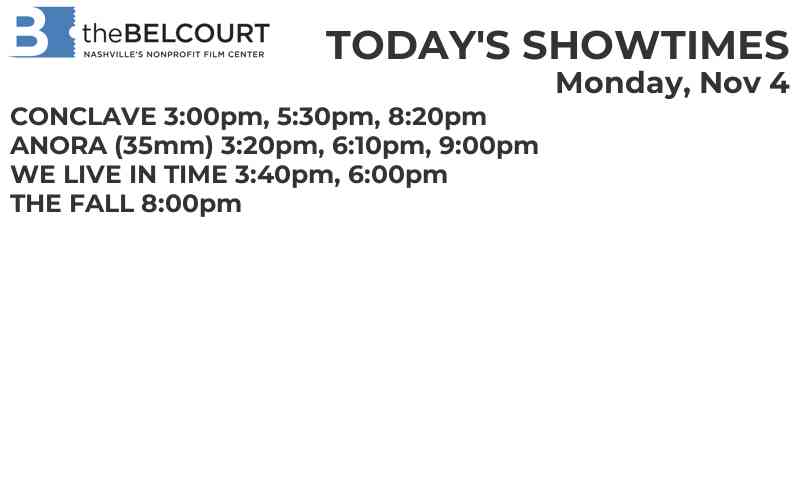 B theBELCOURT
NASHVILLE'S NONPROFIT FILM CENTER
TODAY'S SHOWTIMES
Monday, Nov 4
CONCLAVE 3:00pm, 5:30pm, 8:20pm
ANORA (35mm) 3:20pm, 6:10pm, 9:00pm
WE LIVE IN TIME 3:40pm, 6:00pm
THE FALL 8:00pm